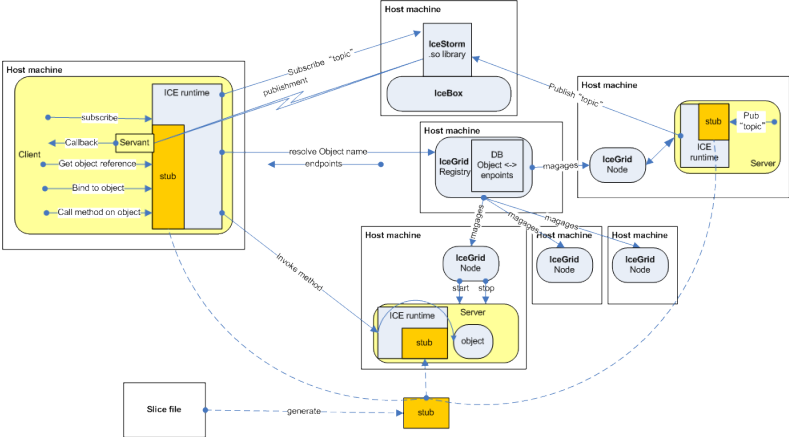 Host machine
IceStorm
.so library
IceBox
Host machine
ICE runtime
subscribe
Callback
Servant
Client
Get object reference
stub
Bind to object
Call method on object
Subscribe "topic"
publishment
Publish "topic"
Host machine
stub
Pub
"topic"
ICE
runtime
Server
Host machine
IceGrid
Registry
DB
Object <->
enpoints
resolve Object name
endpoints
magages
IceGrid
Node
magages
magages
magages
Host machine
IceGrid
Node
start
stop
Server
ICE runtime
stub
object
Host machine
IceGrid
Node
Host machine
IceGrid
Node
Invoke method
Slice file
generate
stub